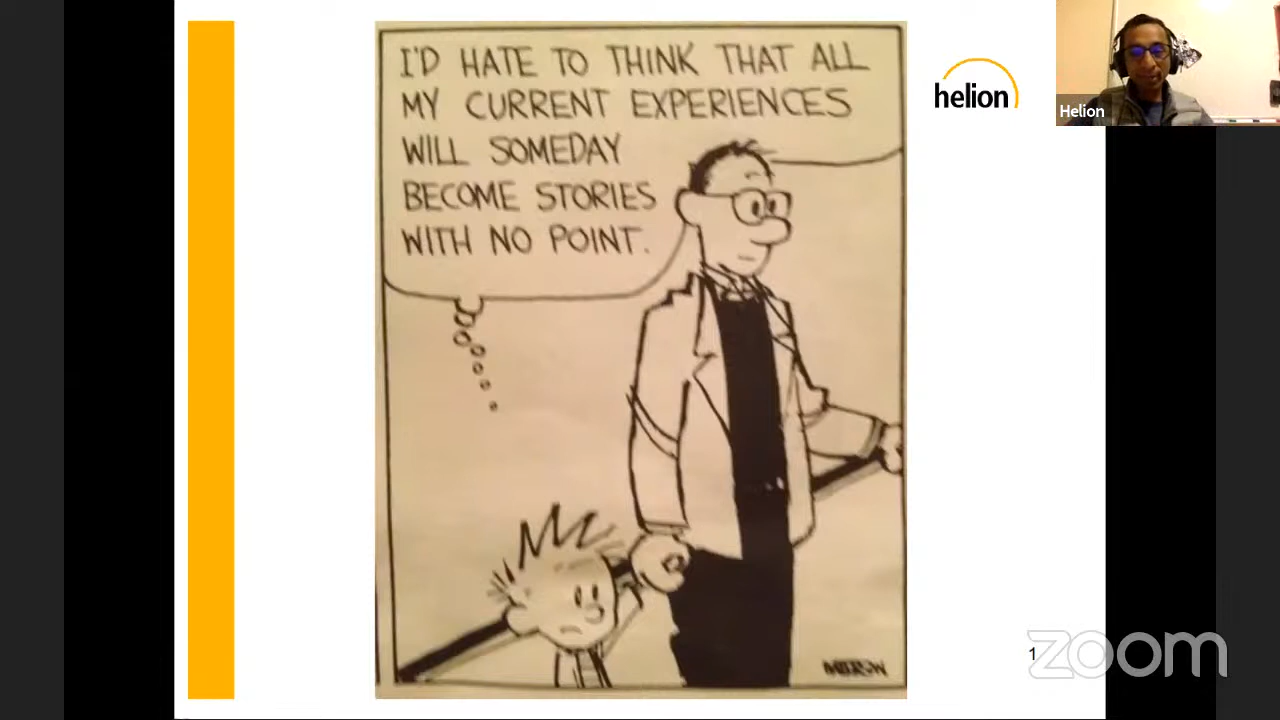 I'D HATE TO THINK THAT ALL
MY CURRENT EXPERIENCES
WILL SOMEDAY
BECOME STORIES
WITH NO POINT.
helion
Helion
1
zoom